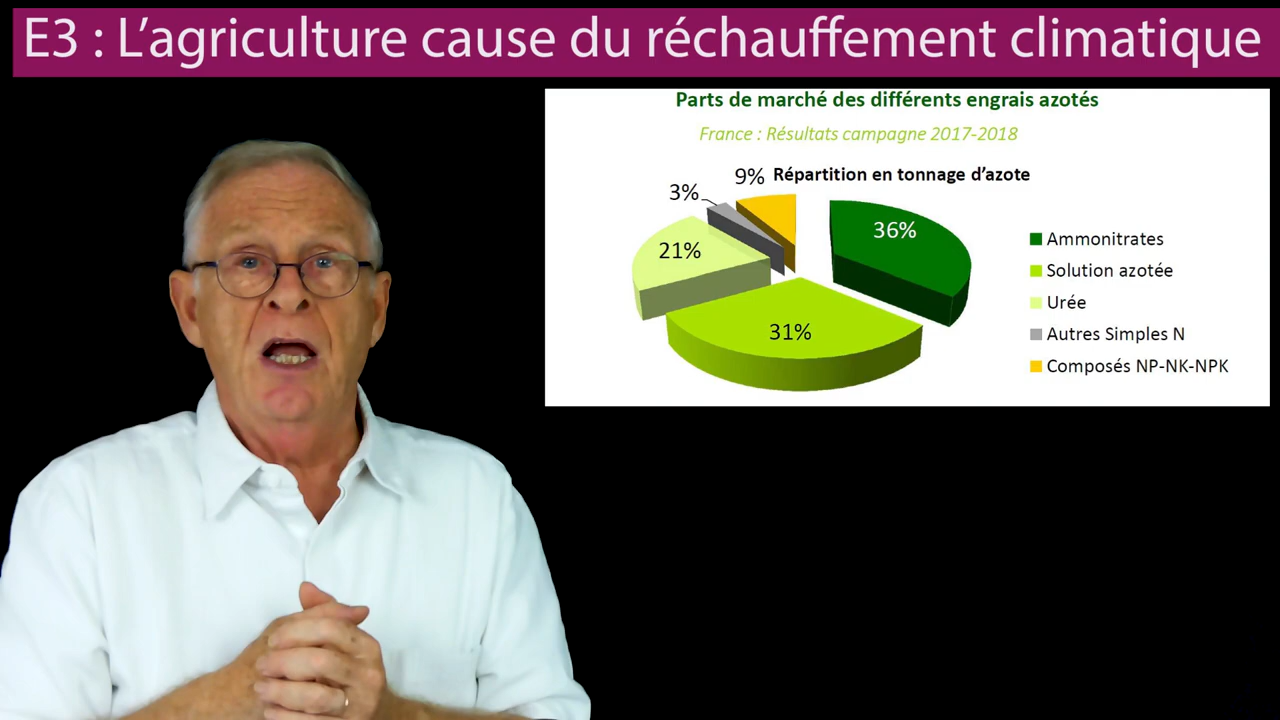 E3 : L’agriculture cause du réchauffement climatique
Parts de marché des différents engrais azotés
France : Résultats campagne 2017-2018
Répartition en tonnage d’azote
9%
3%
36%
21%
31%
Ammonitrates
Solution azotée
Urée
Autres Simples N
Composés NP-NK-NPK